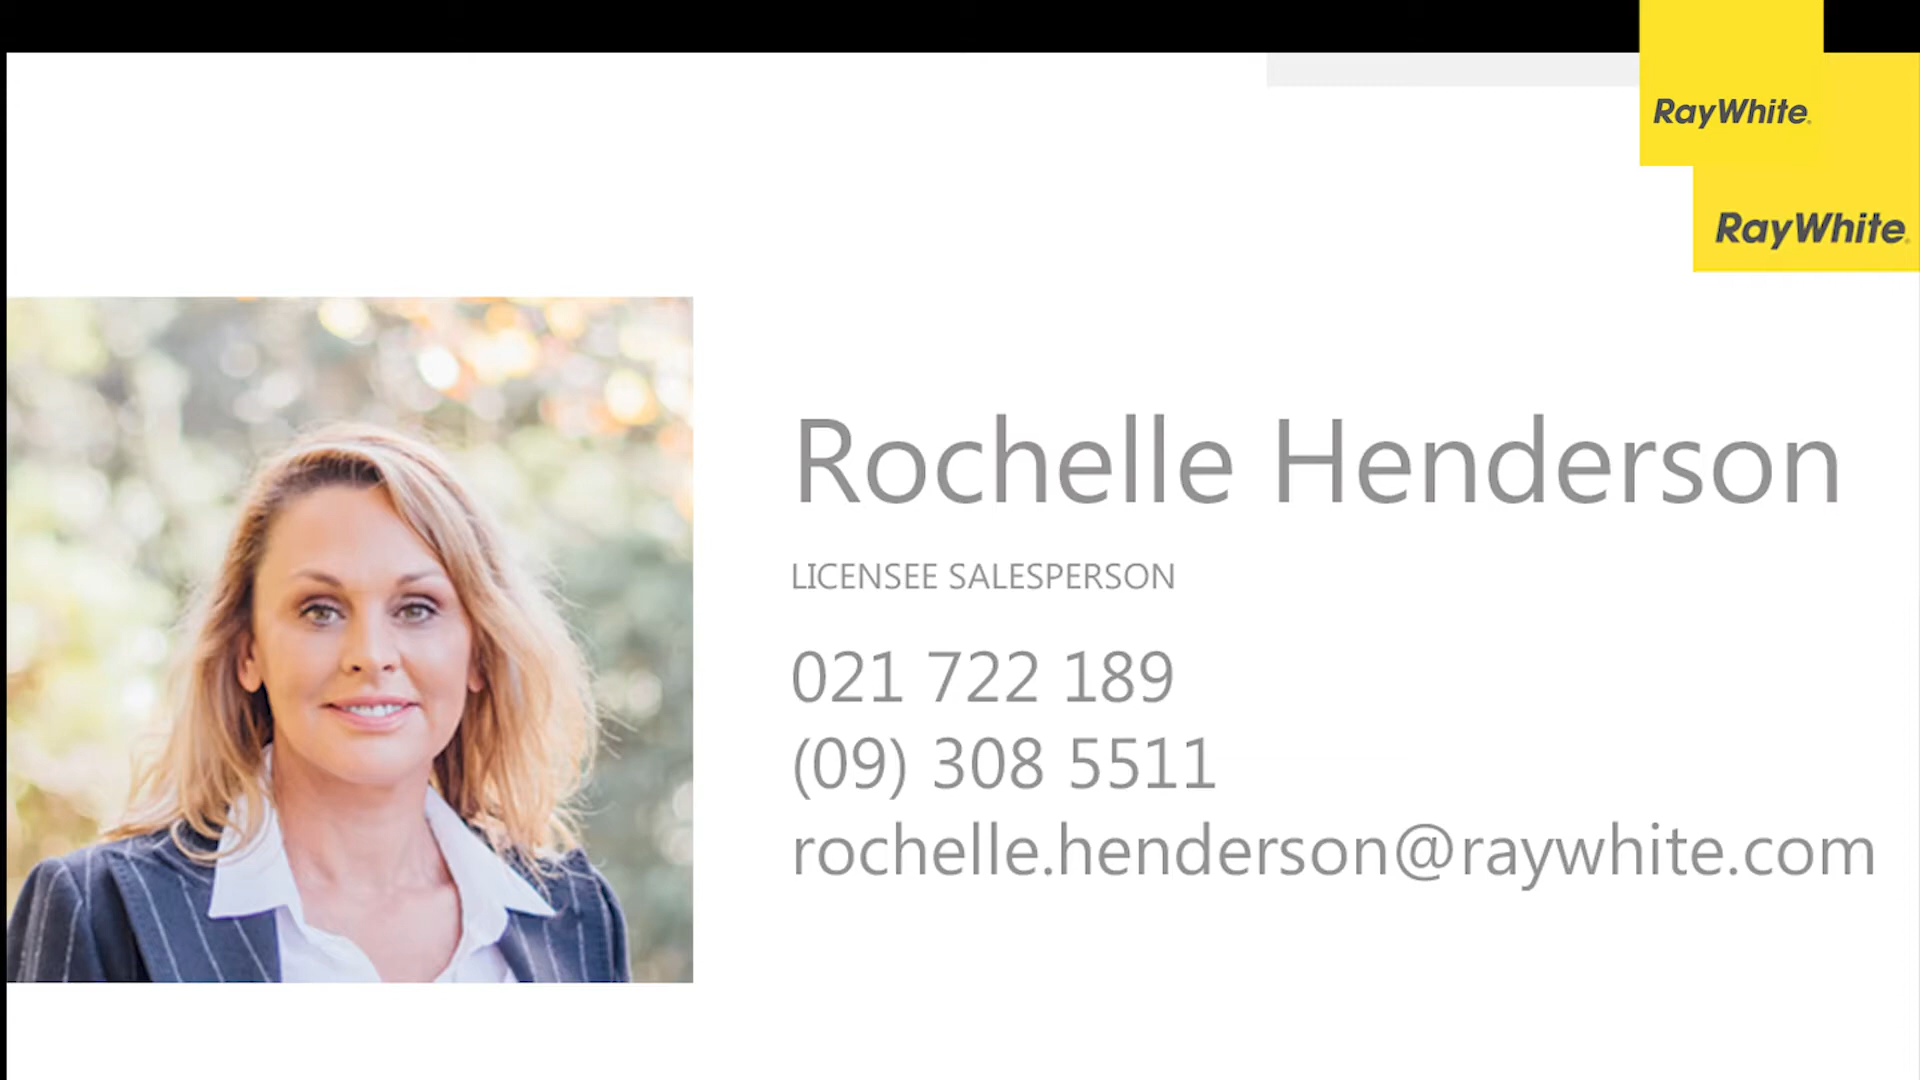 RayWhite.
RayWhite.
Rochelle Henderson
LICENSEE SALESPERSON
021 722 189
(09) 308 5511
rochelle.henderson@raywhite.com